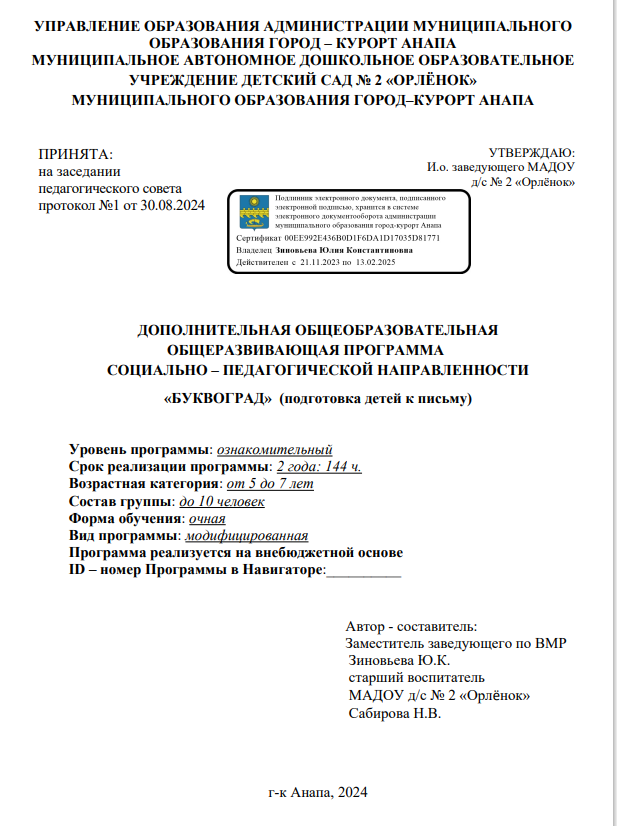 УПРАВЛЕНИЕ ОБРАЗОВАНИЯ АДМИНИСТРАЦИИ МУНИЦИПАЛЬНОГО
ОБРАЗОВАНИЯ ГОРОД – КУРОРТ АНАПА
МУНИЦИПАЛЬНОЕ АВТОНОМНОЕ ДОШКОЛЬНОЕ ОБРАЗОВАТЕЛЬНОЕ
УЧРЕЖДЕНИЕ ДЕТСКИЙ САД № 2 «ОРЛЁНОК»
МУНИЦИПАЛЬНОГО ОБРАЗОВАНИЯ ГОРОД–КУРОРТ АНАПА
ПРИНЯТА:
на заседании
педагогического совета
протокол №1 от 30.08.2024
УТВЕРЖДАЮ:
И.о. заведующего МАДОУ
д/с № 2 «Орлёнок»
Подлинник электронного документа, подписанного
электронной подписью, хранится в системе
электронного документооборота администрации
муниципального образования город-курорт Анапа
Сертификат 00EE992E436B0D1F6DA1D17035D81771
Владелец Зиновьева Юлия Константиновна
Действителен с 21.11.2023 по 13.02.2025
ДОПОЛНИТЕЛЬНАЯ ОБЩЕОБРАЗОВАТЕЛЬНАЯ
ОБЩЕРАЗВИВАЮЩАЯ ПРОГРАММА
СОЦИАЛЬНО – ПЕДАГОГИЧЕСКОЙ НАПРАВЛЕННОСТИ
«БУКВОГРАД» (подготовка детей к письму)
Уровень программы: ознакомительный
Срок реализации программы: 2 года: 144 ч.
Возрастная категория: от 5 до 7 лет
Состав группы: до 10 человек
Форма обучения: очная
Вид программы: модифицированная
Программа реализуется на внебюджетной основе
ID – номер Программы в Навигаторе:__________
Автор - составитель:
Заместитель заведующего по ВМР
Зиновьева Ю.К.
старший воспитатель
МАДОУ д/с № 2 «Орлёнок»
Сабирова Н.В.
г-к Анапа, 2024